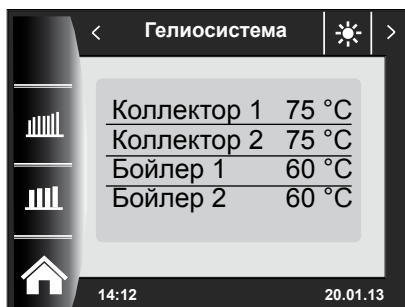 Гелиосистема
Коллектор 1 75 °C
Коллектор 2 75 °C
Бойлер 1 60 °C
Бойлер 2 60 °C
14:12 20.01.13